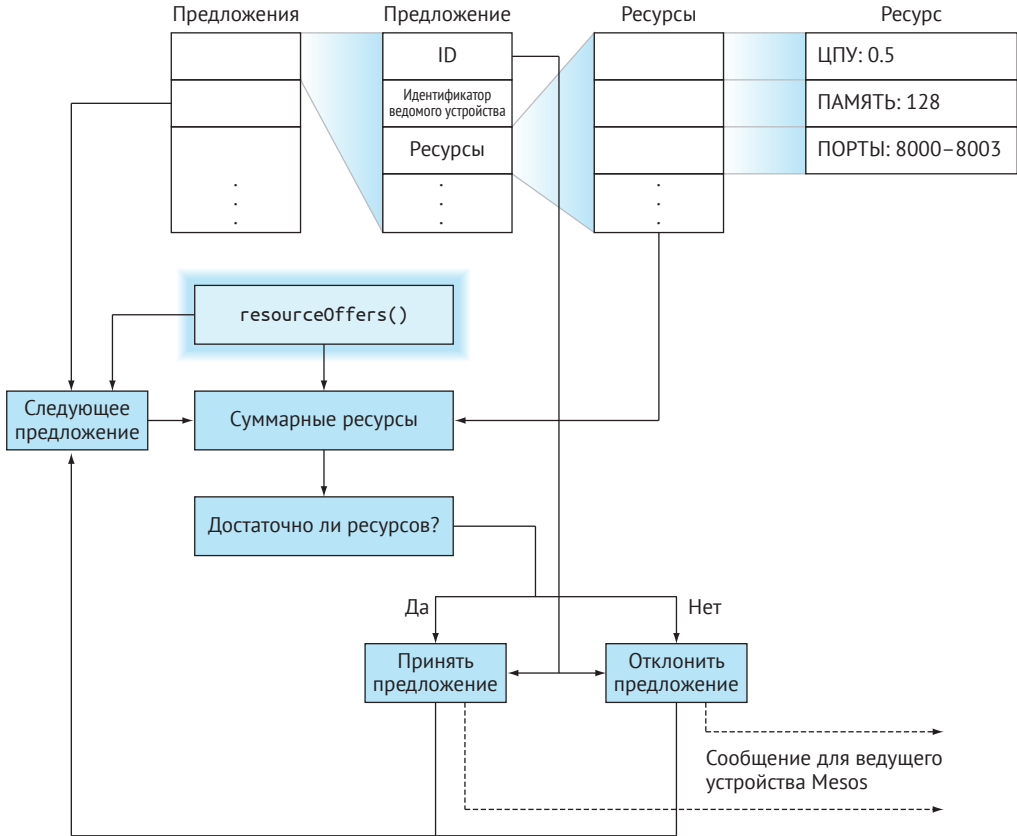 Предложения
Предложение
Ресурсы
Ресурс
ID
Идентификатор
ведомого устройства
Ресурсы
.
.
.
.
.
.
.
.
.
ЦПУ: 0.5
ПАМЯТЬ: 128
ПОРТЫ: 8000–8003
resourceOffers()
Следующее
предложение
Суммарные ресурсы
Достаточно ли ресурсов?
Да
Нет
Принять
предложение
Отклонить
предложение
Сообщение для ведущего
устройства Mesos